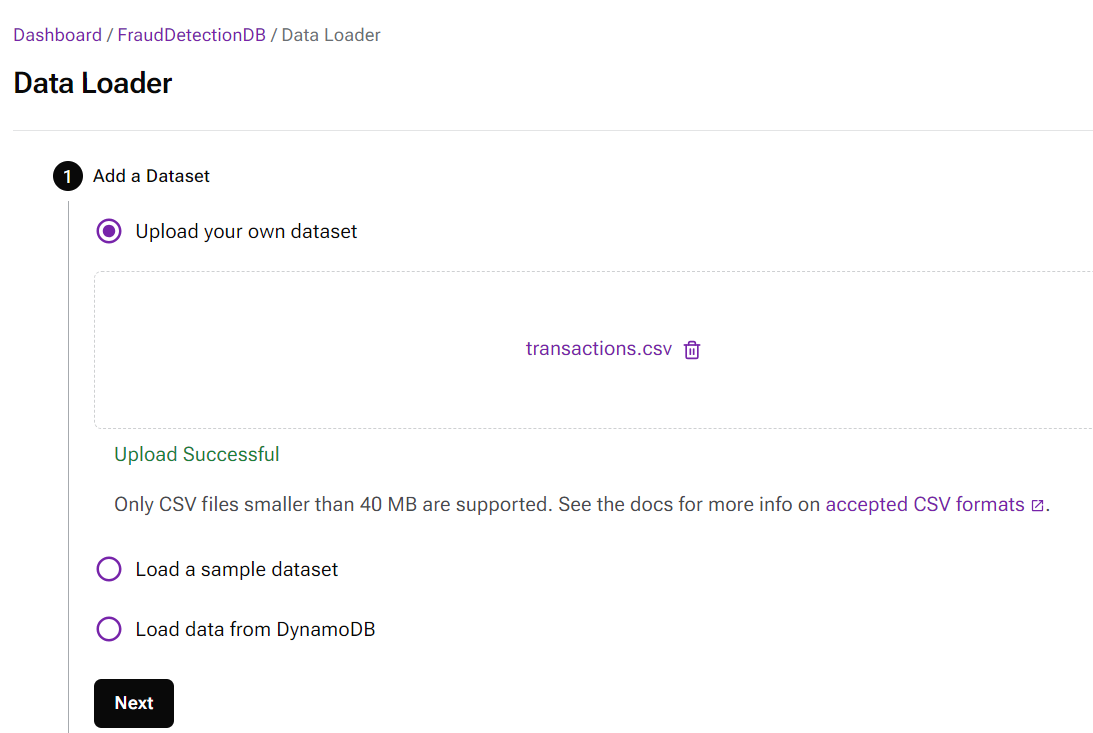 Dashboard / FraudDetectionDB / Data Loader
Data Loader
1 Add a Dataset
Upload your own dataset
transactions.csv
Upload Successful
Only CSV files smaller than 40 MB are supported. See the docs for more info on accepted CSV formats.
Load a sample dataset
Load data from DynamoDB
Next